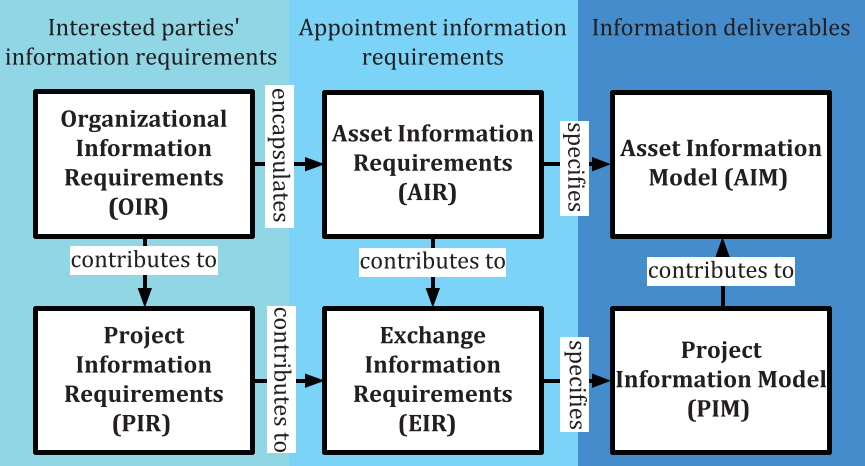 Interested parties'
information requirements
Appointment information
requirements
Information deliverables
Organizational
Information
Requirements
(OIR)
encapsulates
Asset Information
Requirements
(AIR)
specifies
Asset Information
Model (AIM)
contributes to
contributes to
contributes to
Project
Information
Requirements
(PIR)
contributes to
Exchange
Information
Requirements
(EIR)
specifies
Project
Information Model
(PIM)